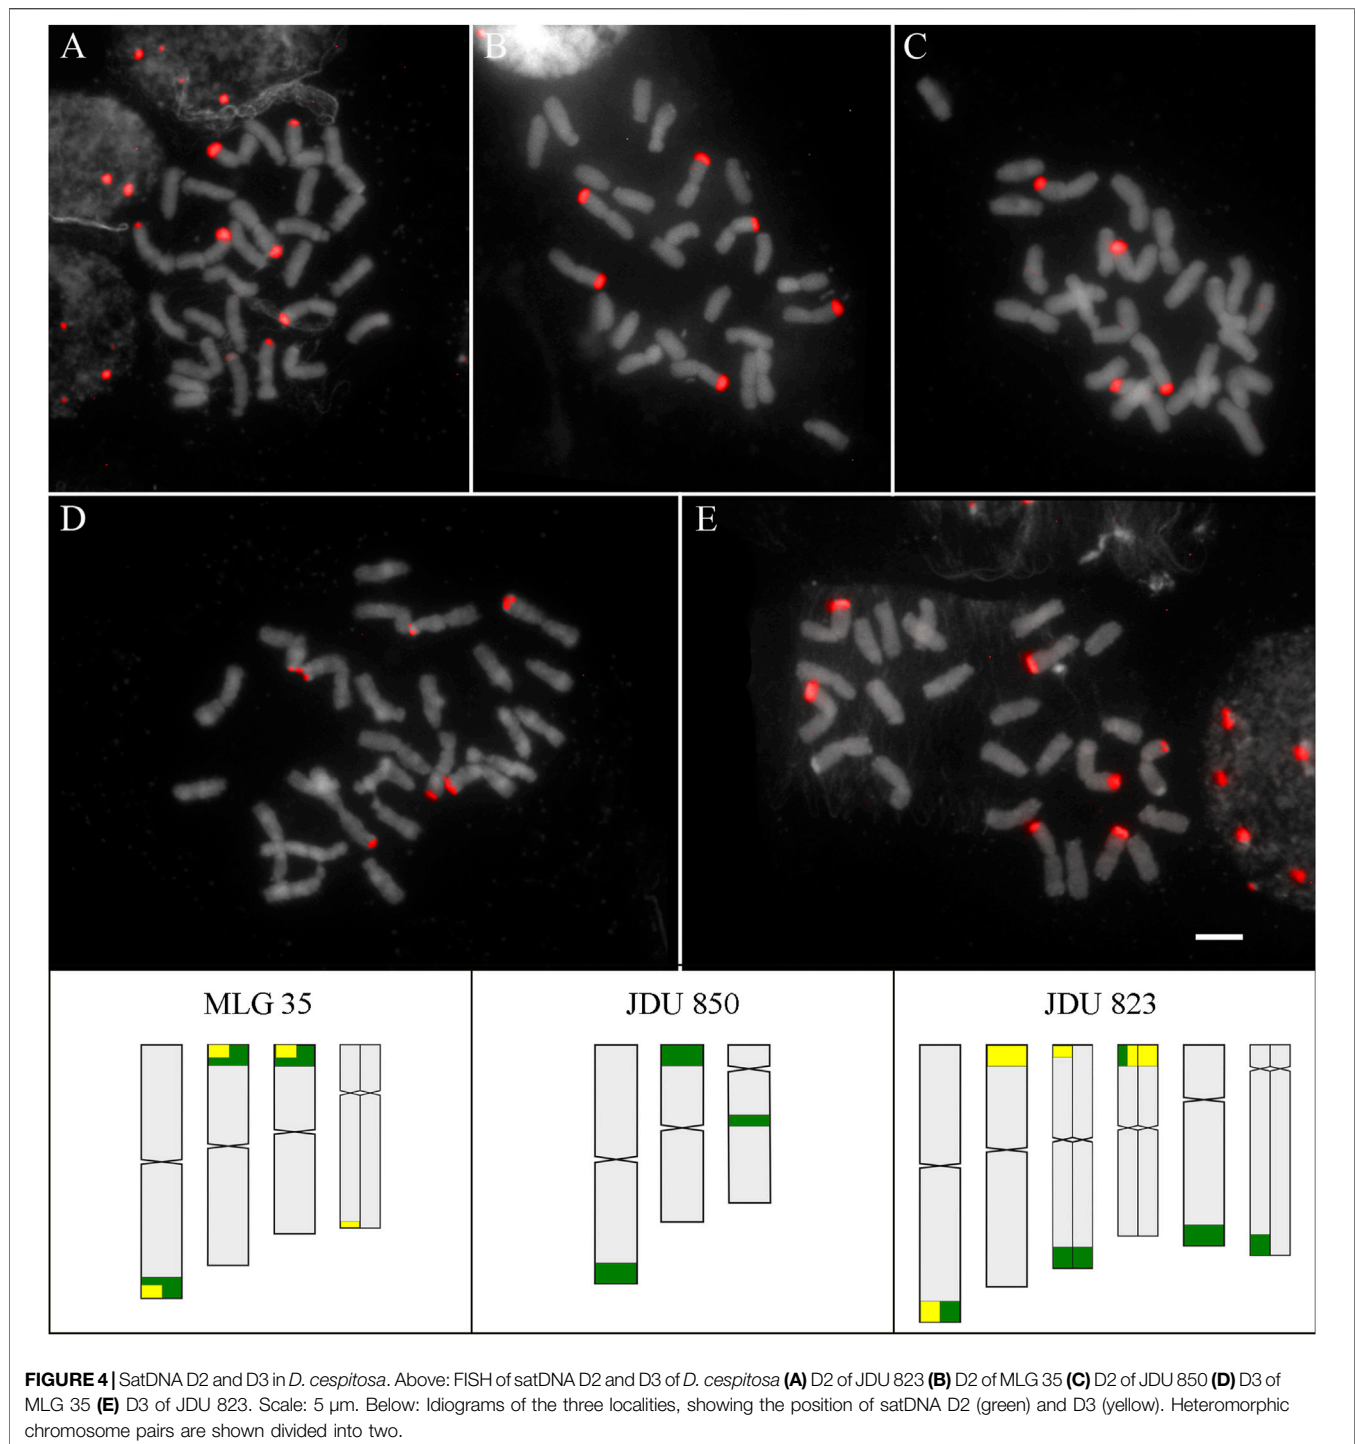 A
B
C
D
E
MLG 35
JDU 850
JDU 823
FIGURE 4 | SatDNA D2 and D3 in D. cespitosa. Above: FISH of satDNA D2 and D3 of D. cespitosa (A) D2 of JDU 823 (B) D2 of MLG 35 (C) D2 of JDU 850 (D) D3 of
MLG 35 (E) D3 of JDU 823. Scale: 5 µm. Below: Idiograms of the three localities, showing the position of satDNA D2 (green) and D3 (yellow). Heteromorphic
chromosome pairs are shown divided into two.